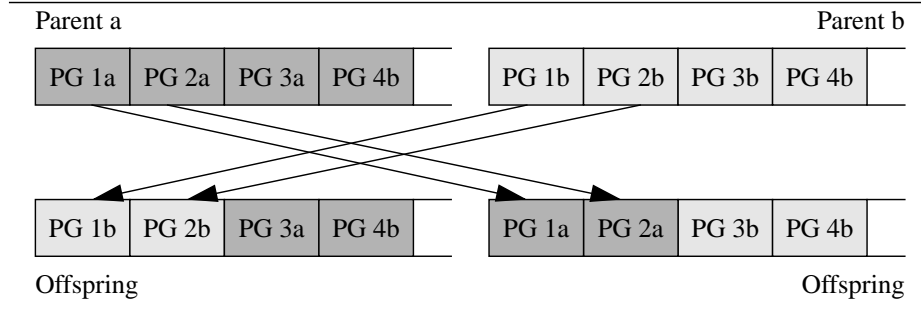 Parent a Parent b
PG 1a PG 2a PG 3a PG 4b PG 1b PG 2b PG 3b PG 4b
PG 1b PG 2b PG 3a PG 4b PG 1a PG 2a PG 3b PG 4b
Offspring Offspring